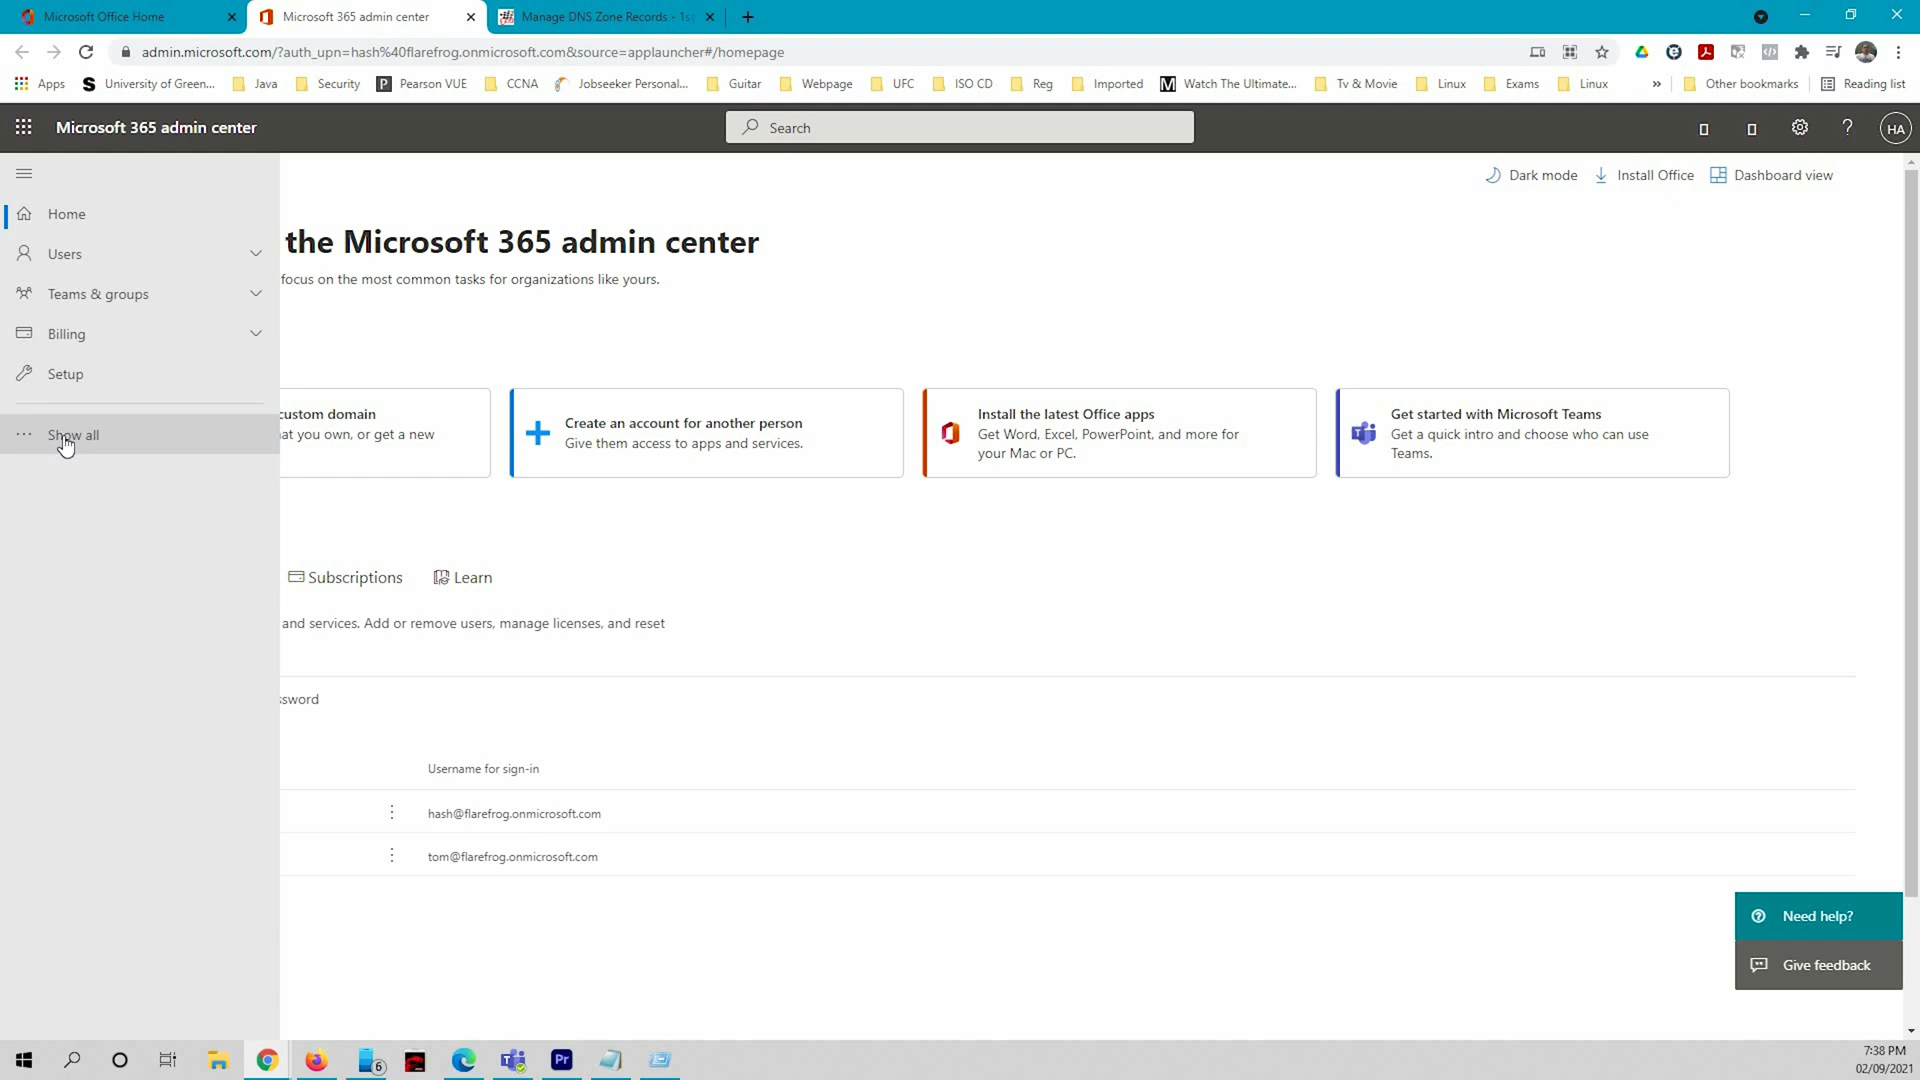 Microsoft Office Home
Microsoft 365 admin center
Manage DNS Zone Records - 1s
admin.microsoft.com/?auth_upn=hash%40flarefrog.onmicrosoft.com&source=applauncher#/homepage
Apps
University of Green...
Java
Security
Pearson VUE
CCNA
Jobseeker Personal...
Guitar
Webpage
UFC
ISO CD
Reg
Imported
Watch The Ultimate...
Tv & Movie
Linux
Exams
Linux
Other bookmarks
Reading list
Microsoft 365 admin center
Search
HA
Dark mode
Install Office
Dashboard view
Home
Users
Teams & groups
Billing
Setup
Show all
the Microsoft 365 admin center
focus on the most common tasks for organizations like yours.
custom domain
at you own, or get a new
Create an account for another person
Give them access to apps and services.
Install the latest Office apps
Get Word, Excel, PowerPoint, and more for
your Mac or PC.
Get started with Microsoft Teams
Get a quick intro and choose who can use
Teams.
Subscriptions
Learn
and services. Add or remove users, manage licenses, and reset
ssword
Username for sign-in
hash@flarefrog.onmicrosoft.com
tom@flarefrog.onmicrosoft.com
Need help?
Give feedback
6
Pr
7:38 PM
02/09/2021